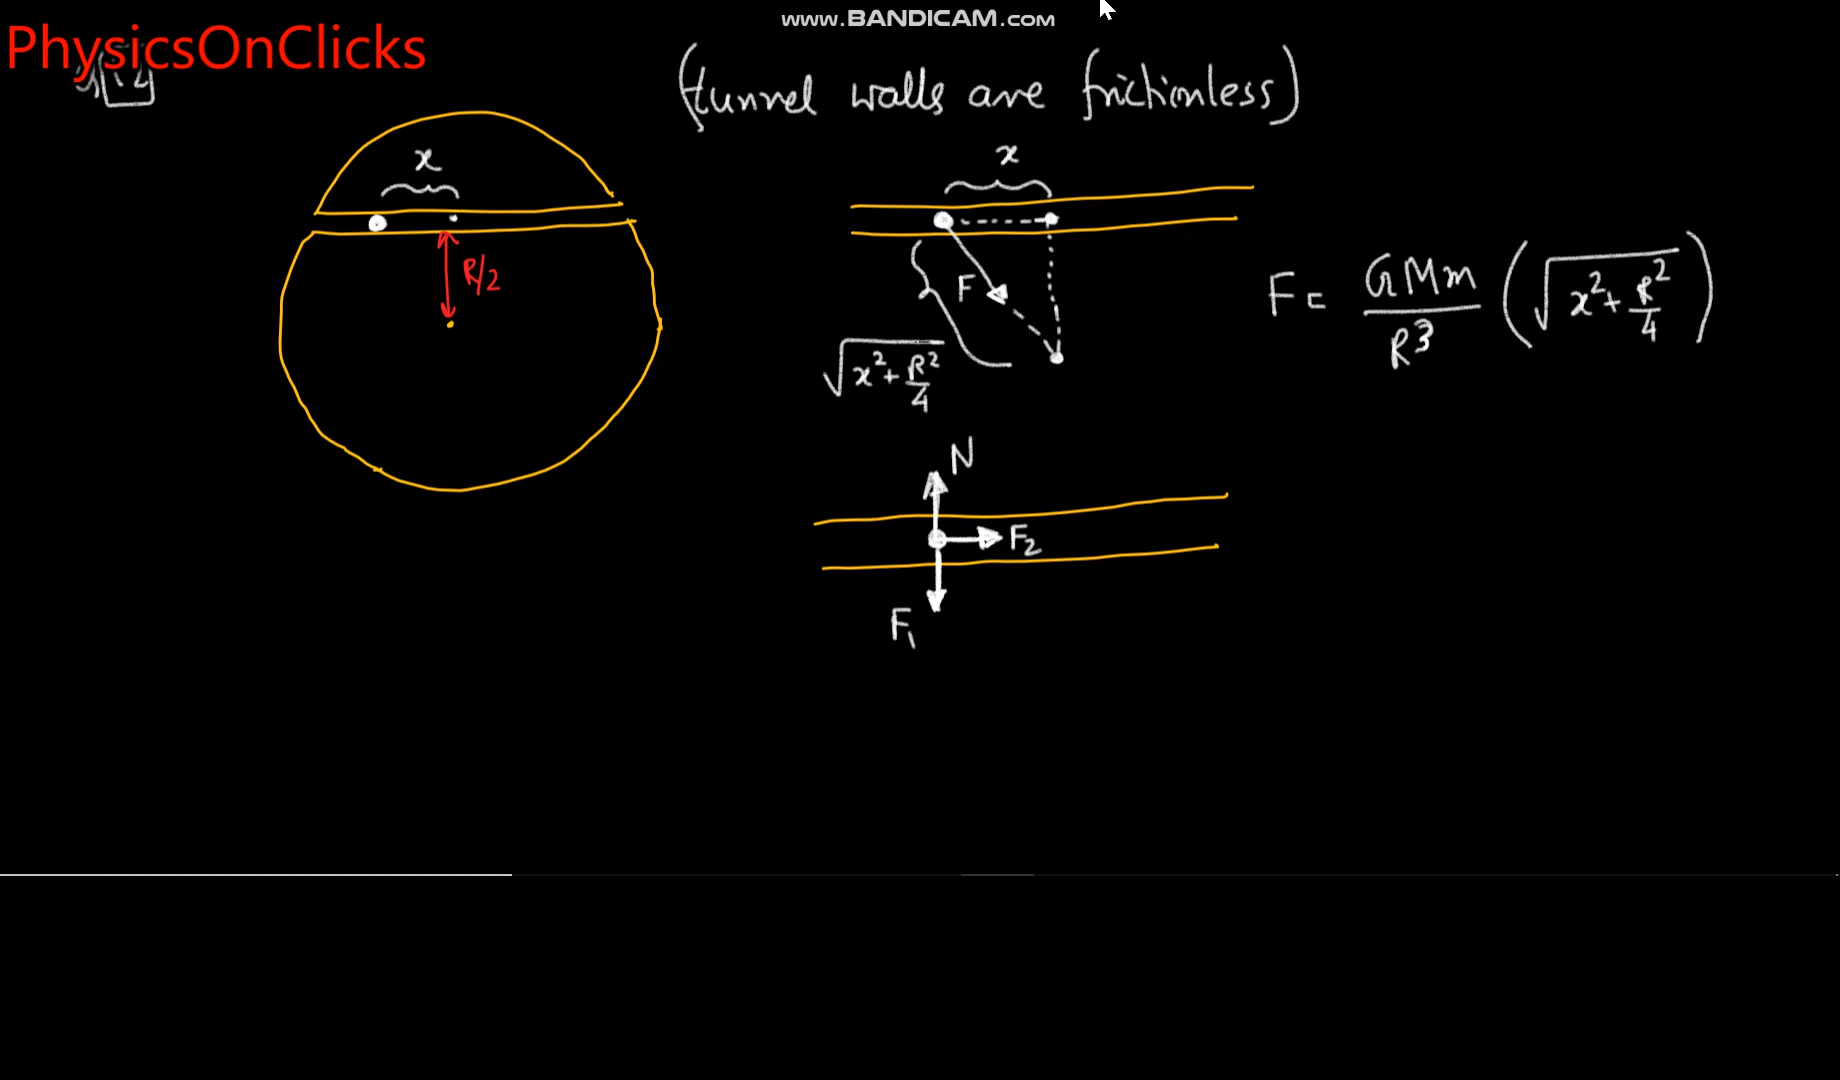 www.BANDICAM.com
PhysicsOnClicks
(tunnel walls are frictionless)
x
R/2
x
F
√x²+R²/4
F = GMm/R³ (√x²+R²/4)
N
F₂
F₁